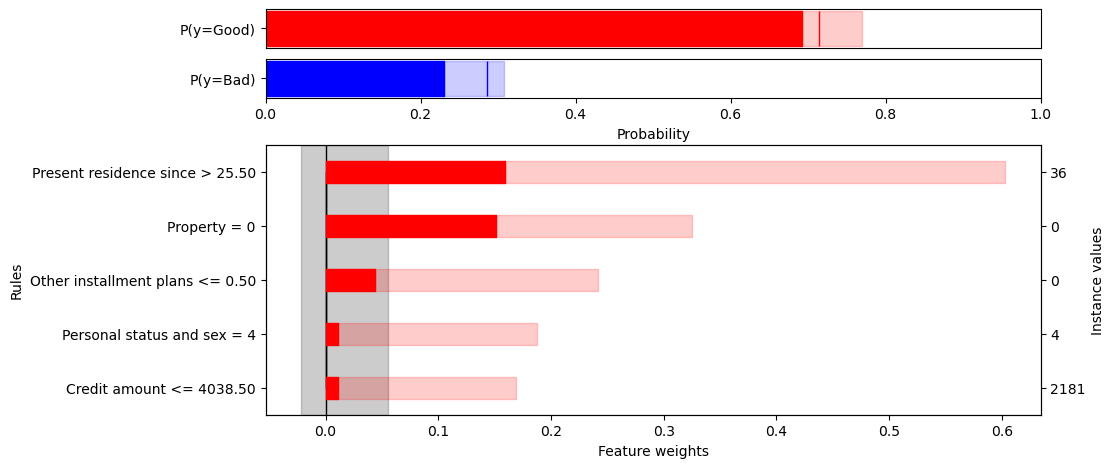 P(y=Good)
P(y=Bad)
0.0 0.2 0.4 0.6 0.8 1.0
Probability
Present residence since > 25.50 36
Property = 0 0
Other installment plans <= 0.50 0
Personal status and sex = 4 4
Credit amount <= 4038.50 2181
Rules
Instance values
0.0 0.1 0.2 0.3 0.4 0.5 0.6
Feature weights